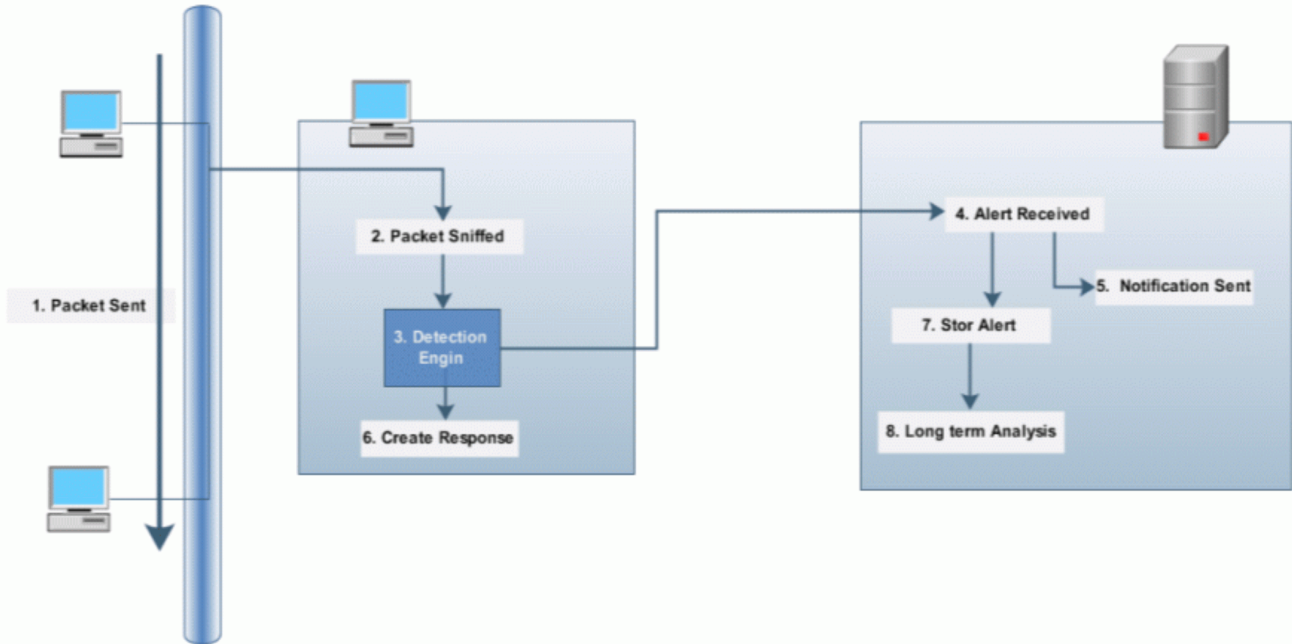 1. Packet Sent
2. Packet Sniffed
3. Detection
Engin
6. Create Response
4. Alert Received
5. Notification Sent
7. Stor Alert
8. Long term Analysis